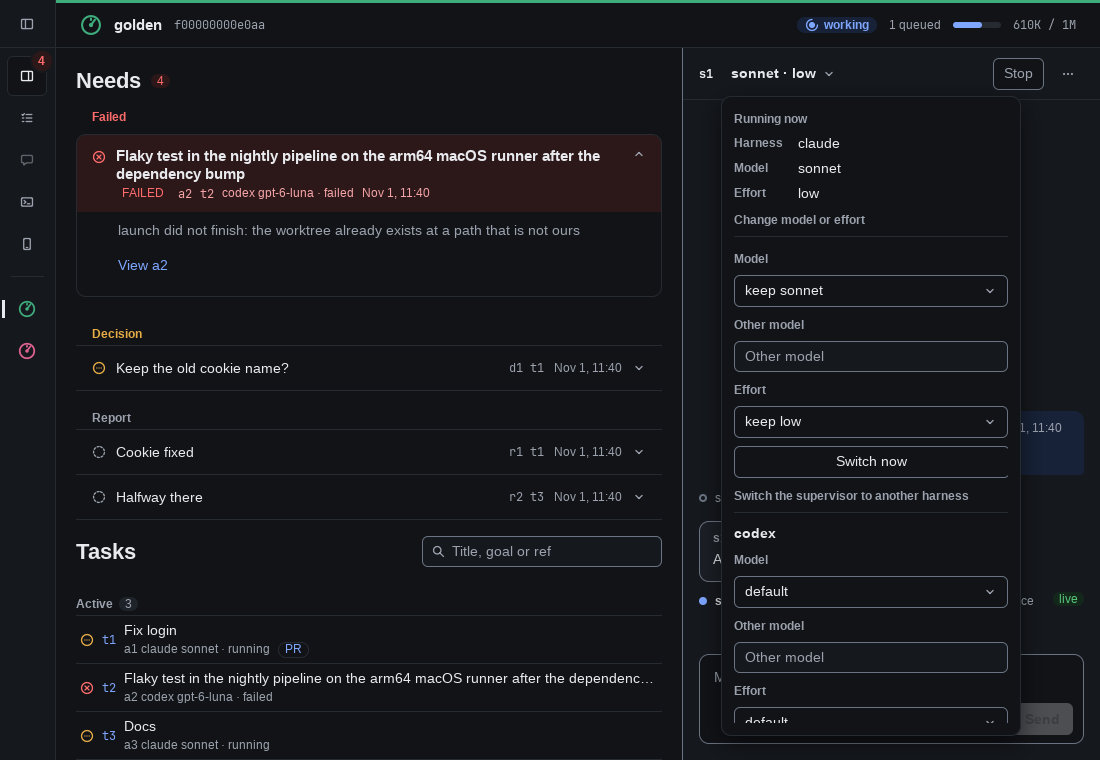 golden f00000000e0aa
working 1 queued 610K / 1M
4
Needs 4
Failed
Flaky test in the nightly pipeline on the arm64 macOS runner after the
dependency bump
FAILED a2 t2 codex gpt-6-luna · failed Nov 1, 11:40
launch did not finish: the worktree already exists at a path that is not ours
View a2
Decision
Keep the old cookie name? d1 t1 Nov 1, 11:40
Report
Cookie fixed r1 t1 Nov 1, 11:40
Halfway there r2 t3 Nov 1, 11:40
Tasks
Title, goal or ref
Active 3
t1 Fix login
a1 claude sonnet · running PR
t2 Flaky test in the nightly pipeline on the arm64 macOS runner after the dependenc…
a2 codex gpt-6-luna · failed
t3 Docs
a3 claude sonnet · running
s1 sonnet · low Stop
Running now
Harness claude
Model sonnet
Effort low
Change model or effort
Model
keep sonnet
Other model
Other model
Effort
keep low
Switch now
Switch the supervisor to another harness
codex
Model
default
Other model
Other model
Effort
default
1, 11:40
live
Send